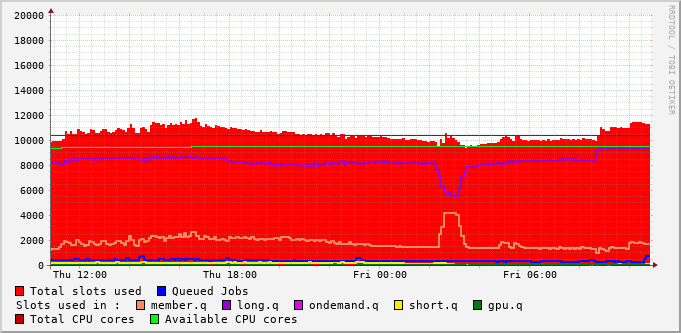 20000
18000
16000
14000
12000
10000
8000
6000
4000
2000
0
Thu 12:00 Thu 18:00 Fri 00:00 Fri 06:00
RRDTOOL / TOBI OETIKER
Total slots used Queued Jobs
Slots used in : member.q long.q ondemand.q short.q gpu.q
Total CPU cores Available CPU cores